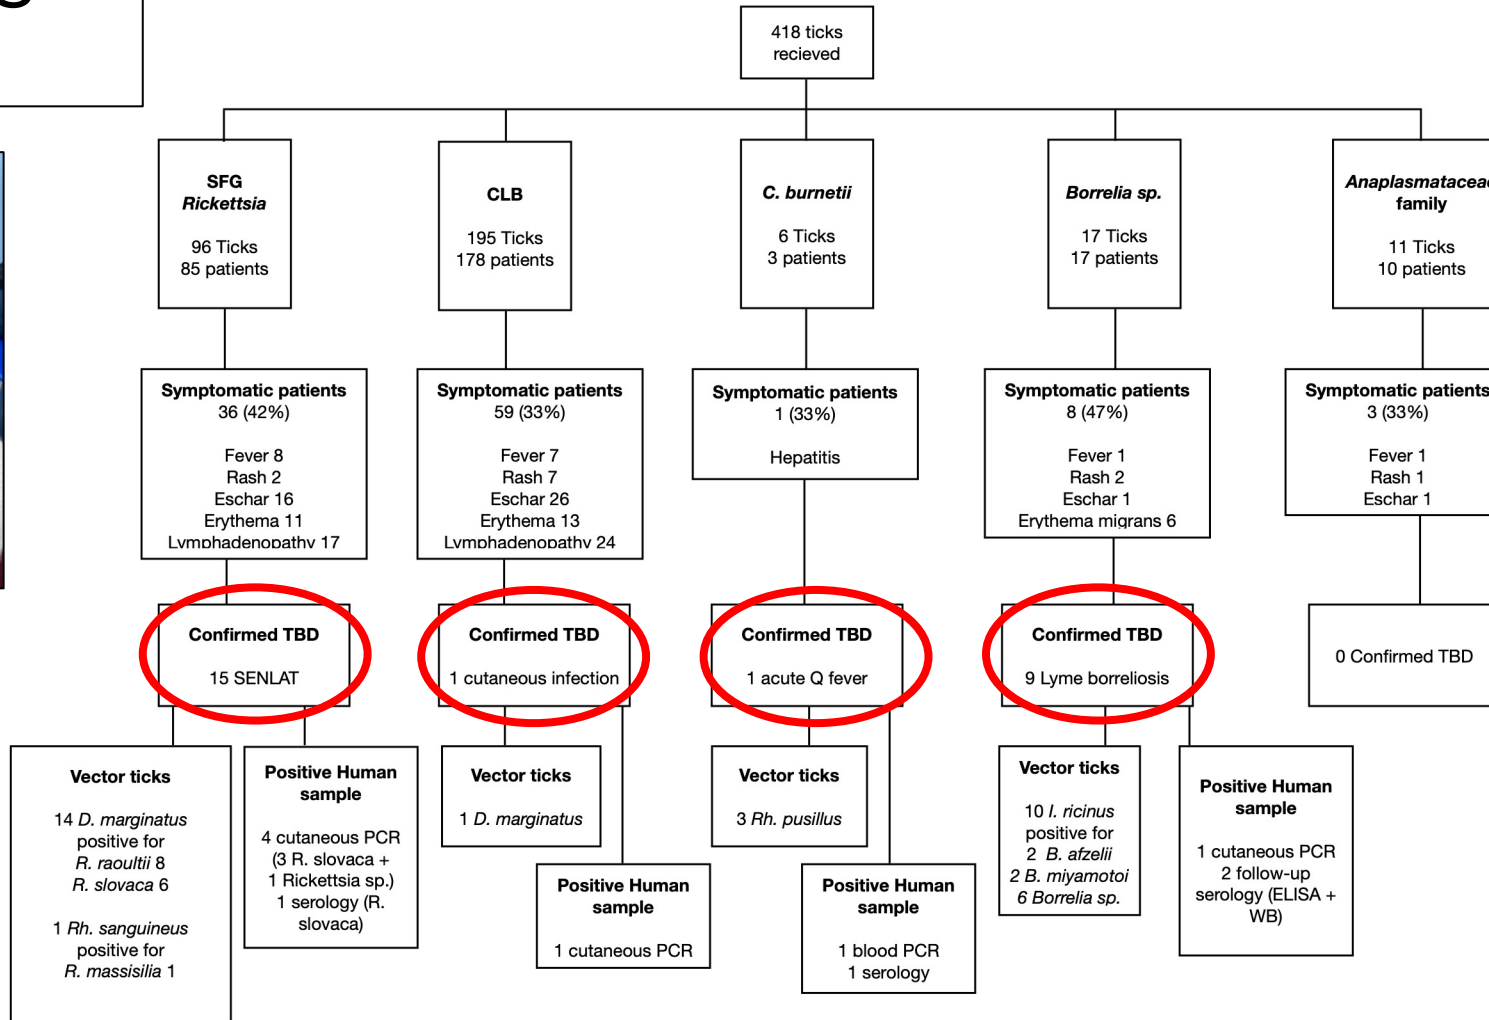 418 ticks
recieved
SFG
Rickettsia
96 Ticks
85 patients
CLB
195 Ticks
178 patients
C. burnetii
6 Ticks
3 patients
Borrelia sp.
17 Ticks
17 patients
Anaplasmataceae
family
11 Ticks
10 patients
Symptomatic patients
36 (42%)
Fever 8
Rash 2
Eschar 16
Erythema 11
Lymphadenopathy 17
Symptomatic patients
59 (33%)
Fever 7
Rash 7
Eschar 26
Erythema 13
Lymphadenopathy 24
Symptomatic patients
1 (33%)
Hepatitis
Symptomatic patients
8 (47%)
Fever 1
Rash 2
Eschar 1
Erythema migrans 6
Symptomatic patients
3 (33%)
Fever 1
Rash 1
Eschar 1
Confirmed TBD
15 SENLAT
Confirmed TBD
1 cutaneous infection
Confirmed TBD
1 acute Q fever
Confirmed TBD
9 Lyme borreliosis
0 Confirmed TBD
Vector ticks
14 D. marginatus
positive for
R. raoultii 8
R. slovaca 6
1 Rh. sanguineus
positive for
R. massisilia 1
Positive Human
sample
4 cutaneous PCR
(3 R. slovaca +
1 Rickettsia sp.)
1 serology (R.
slovaca)
Vector ticks
1 D. marginatus
Positive Human
sample
1 cutaneous PCR
Vector ticks
3 Rh. pusillus
Positive Human
sample
1 blood PCR
1 serology
Vector ticks
10 I. ricinus
positive for
2 B. afzelii
2 B. miyamotoi
6 Borrelia sp.
Positive Human
sample
1 cutaneous PCR
2 follow-up
serology (ELISA +
WB)